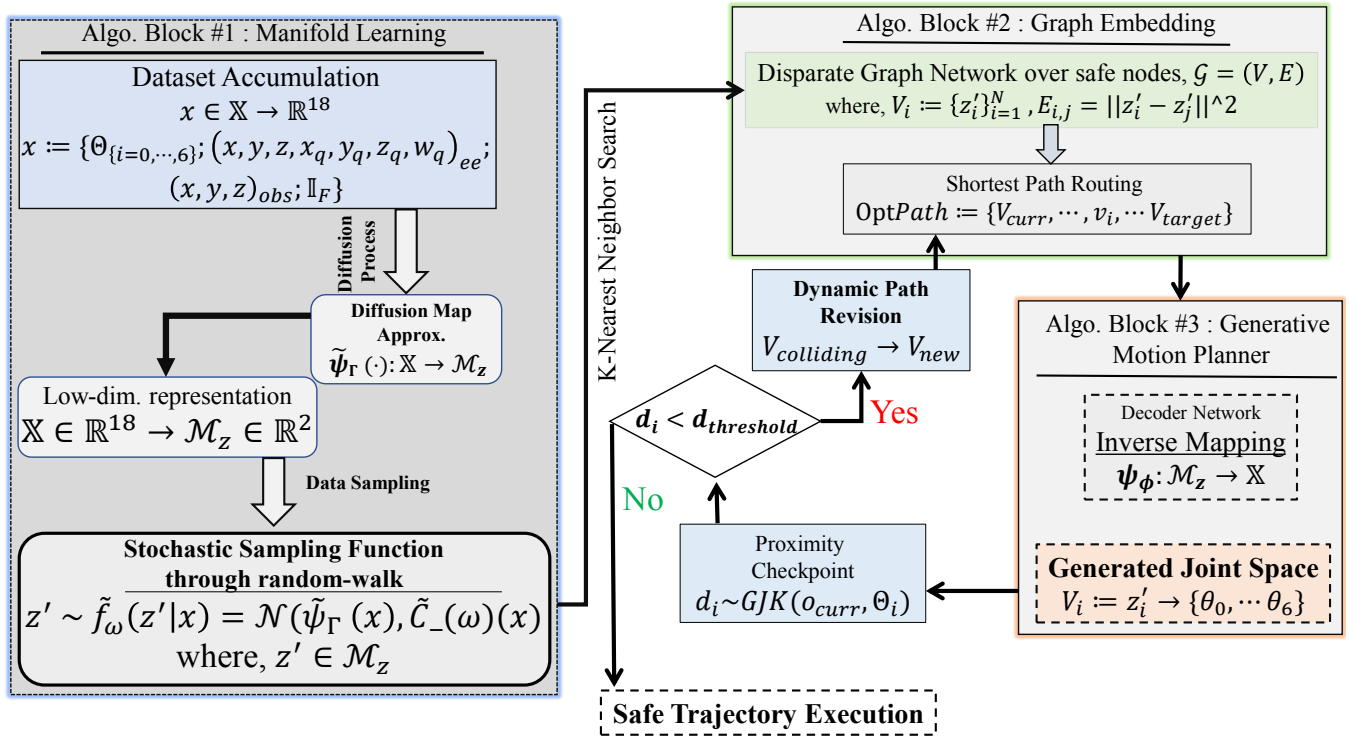 Algo. Block #1 : Manifold Learning
Dataset Accumulation
x ∈ 𝕏 → ℝ^18
x ≔ {Θ_{i=0,⋯,6}; (x, y, z, x_q, y_q, z_q, w_q)_ee;
(x, y, z)_obs; 𝕀_F}
Diffusion
Process
Diffusion Map
Approx.
ψ̃_Γ (·): 𝕏 → ℳ_z
Low-dim. representation
𝕏 ∈ ℝ^18 → ℳ_z ∈ ℝ^2
Data Sampling
Stochastic Sampling Function
through random-walk
z′ ~ f̃_ω(z′|x) = 𝒩(ψ̃_Γ (x), C̃_−(ω)(x)
where, z′ ∈ ℳ_z
K-Nearest Neighbor Search
Algo. Block #2 : Graph Embedding
Disparate Graph Network over safe nodes, 𝒢 = (V, E)
where, V_i ≔ {z_i′}_{i=1}^N , E_{i,j} = ||z_i′ − z_j′||^2
Shortest Path Routing
OptPath ≔ {V_curr, ⋯ , v_i, ⋯ V_target}
Dynamic Path
Revision
V_colliding → V_new
d_i < d_threshold
Yes
No
Proximity
Checkpoint
d_i~GJK(o_curr, Θ_i)
Algo. Block #3 : Generative
Motion Planner
Decoder Network
Inverse Mapping
ψ_ϕ: ℳ_z → 𝕏
Generated Joint Space
V_i ≔ z_i′ → {θ_0, ⋯ θ_6}
Safe Trajectory Execution